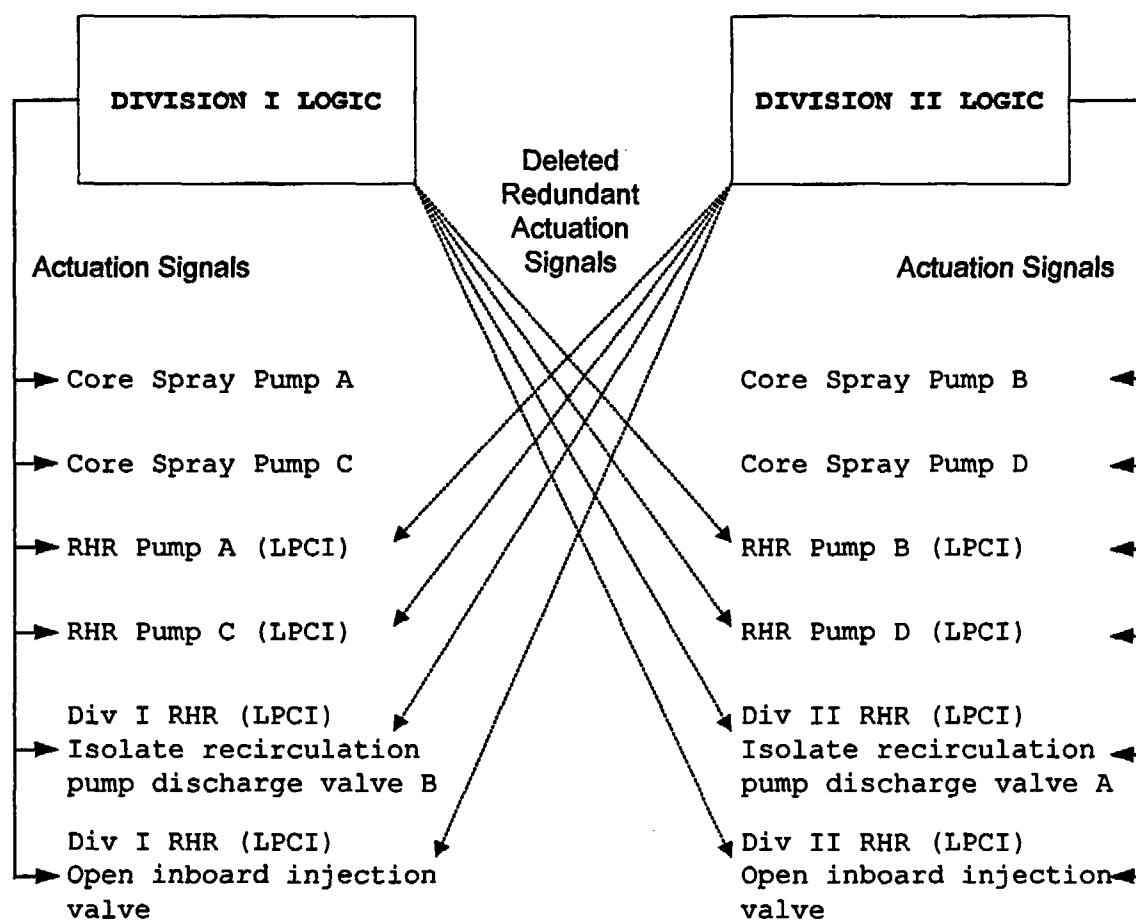 DIVISION I LOGIC
DIVISION II LOGIC
Deleted
Redundant
Actuation
Signals
Actuation Signals
Actuation Signals
Core Spray Pump A
Core Spray Pump B
Core Spray Pump C
Core Spray Pump D
RHR Pump A (LPCI)
RHR Pump B (LPCI)
RHR Pump C (LPCI)
RHR Pump D (LPCI)
Div I RHR (LPCI)
Isolate recirculation
pump discharge valve B
Div II RHR (LPCI)
Isolate recirculation
pump discharge valve A
Div I RHR (LPCI)
Open inboard injection
valve
Div II RHR (LPCI)
Open inboard injection
valve